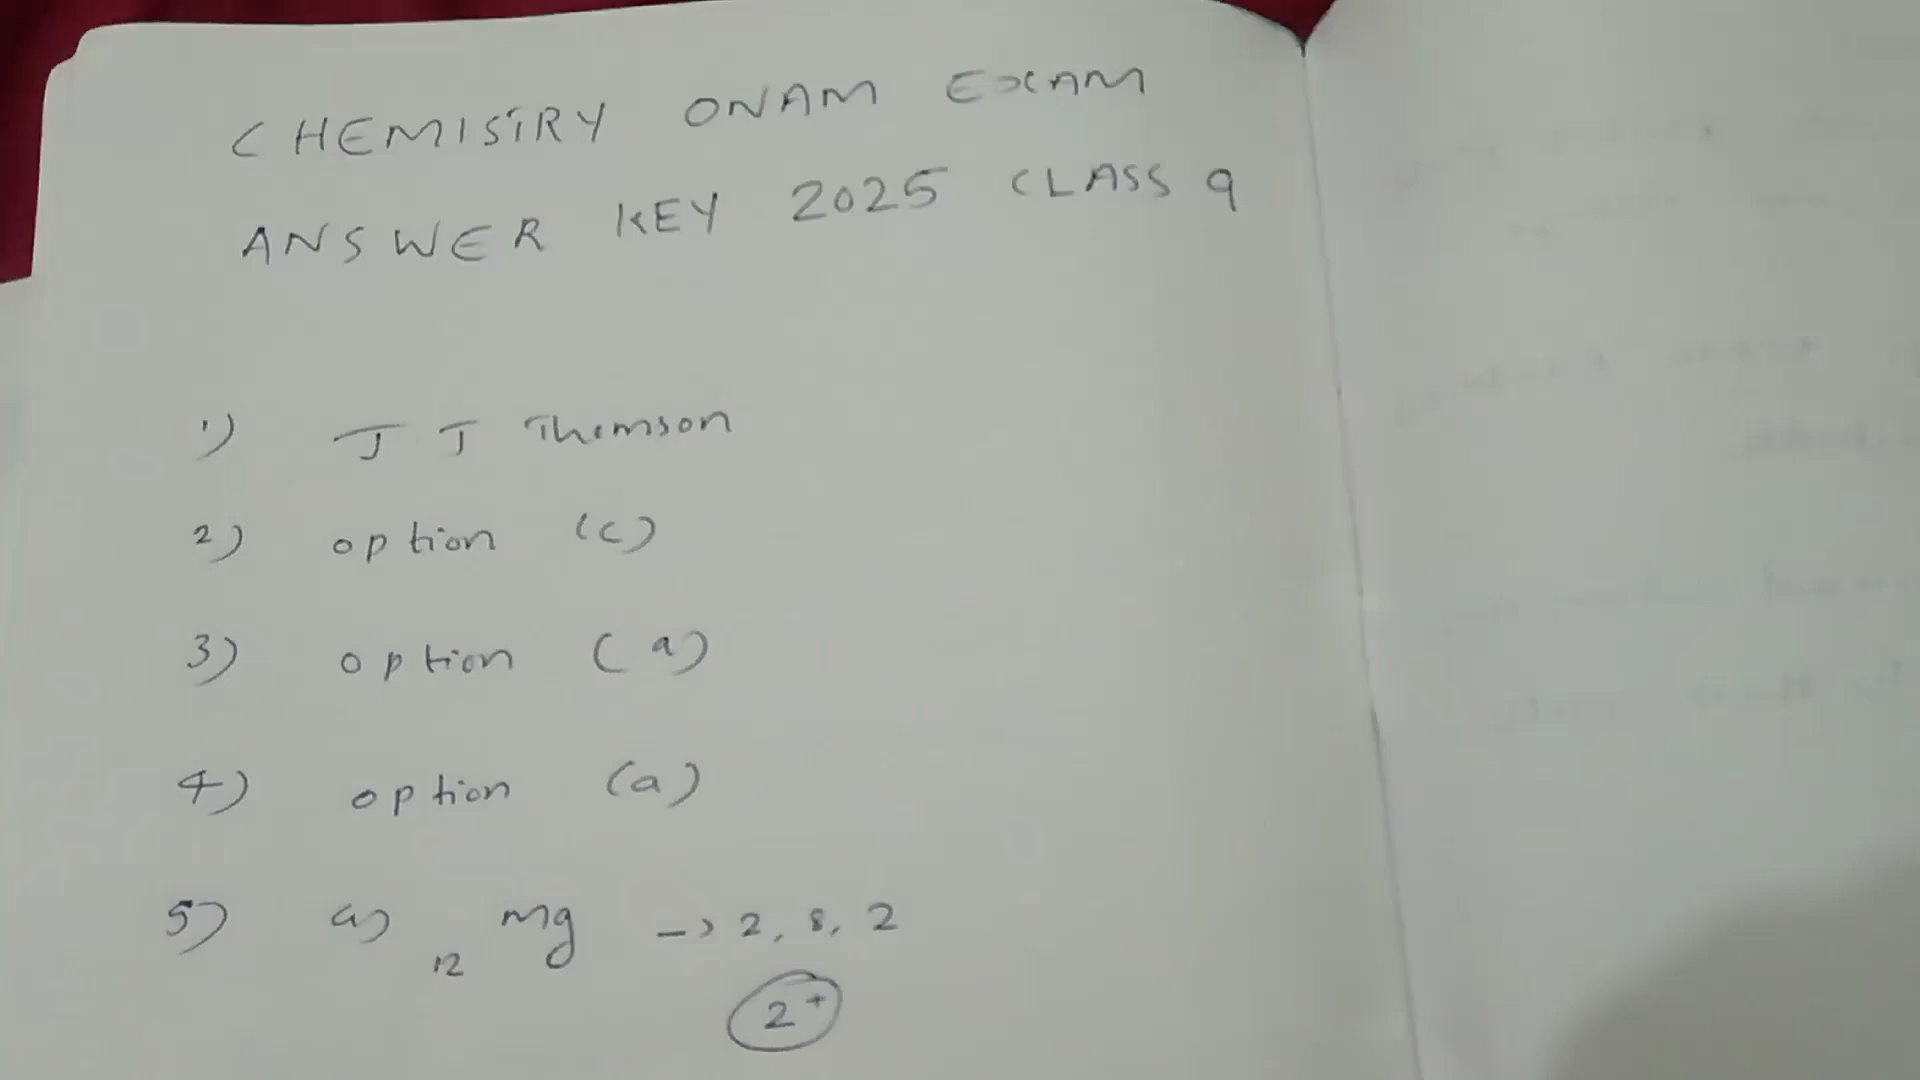 CHEMISTRY ONAM EXAM
ANSWER KEY 2025 CLASS 9
1) J J Thomson
2) option (c)
3) option (a)
4) option (a)
5) a) 12 Mg -> 2, 8, 2
2+